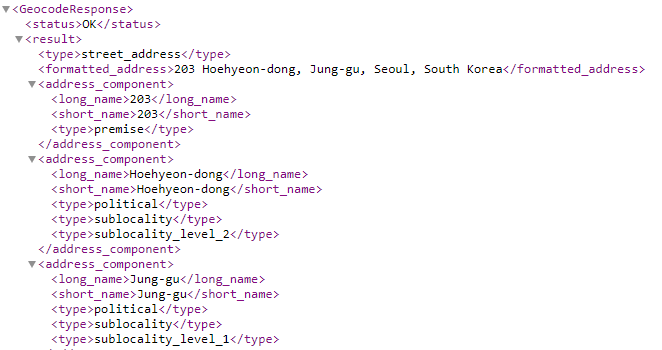 <GeocodeResponse>
<status>OK</status>
<result>
<type>street_address</type>
<formatted_address>203 Hoehyeon-dong, Jung-gu, Seoul, South Korea</formatted_address>
<address_component>
<long_name>203</long_name>
<short_name>203</short_name>
<type>premise</type>
</address_component>
<address_component>
<long_name>Hoehyeon-dong</long_name>
<short_name>Hoehyeon-dong</short_name>
<type>political</type>
<type>sublocality</type>
<type>sublocality_level_2</type>
</address_component>
<address_component>
<long_name>Jung-gu</long_name>
<short_name>Jung-gu</short_name>
<type>political</type>
<type>sublocality</type>
<type>sublocality_level_1</type>